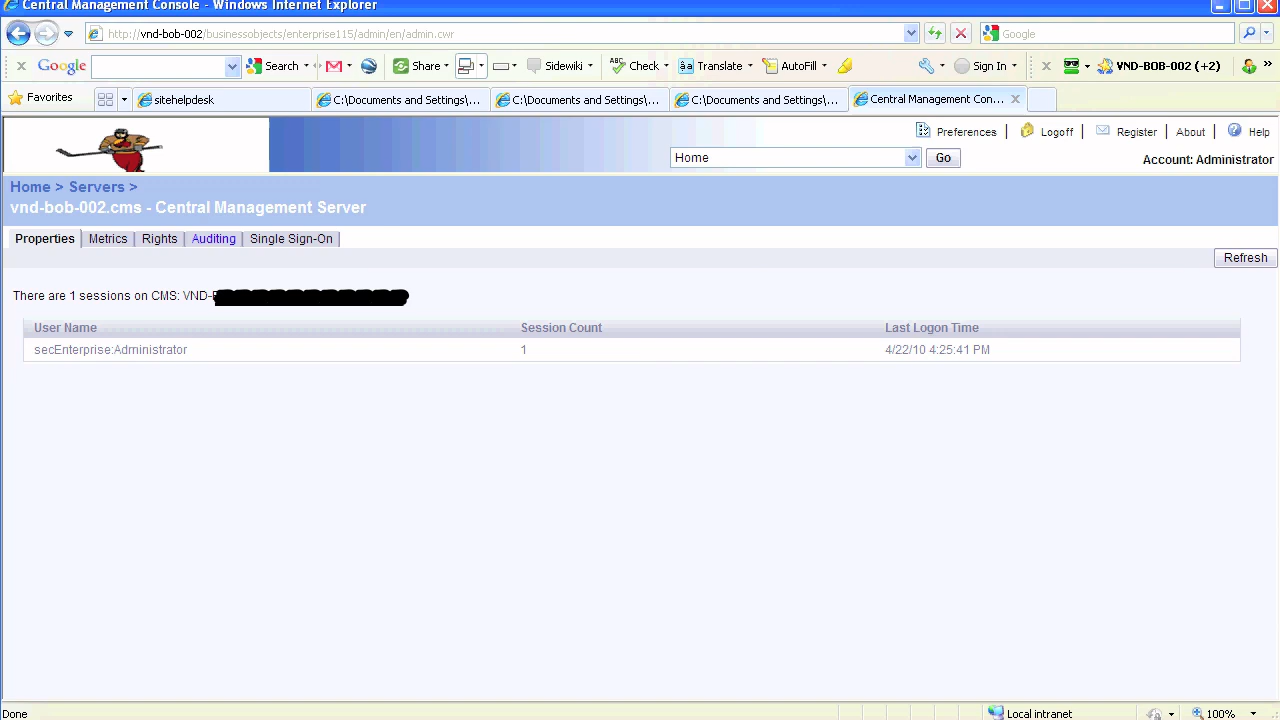 Central Management Console - Windows Internet Explorer
http://vnd-bob-002/businessobjects/enterprise115/admin/en/admin.cwr
Google
Google Search Share Sidewiki Check Translate AutoFill Sign In VND-BOB-002 (+2)
Favorites sitehelpdesk C:\Documents and Settings\... C:\Documents and Settings\... C:\Documents and Settings\... Central Management Con...
Preferences | Logoff | Register | About | Help
Home Go
Account: Administrator
Home > Servers >
vnd-bob-002.cms - Central Management Server
Properties Metrics Rights Auditing Single Sign-On
Refresh
There are 1 sessions on CMS: VND-
User Name Session Count Last Logon Time
secEnterprise:Administrator 1 4/22/10 4:25:41 PM
Done Local intranet 100%